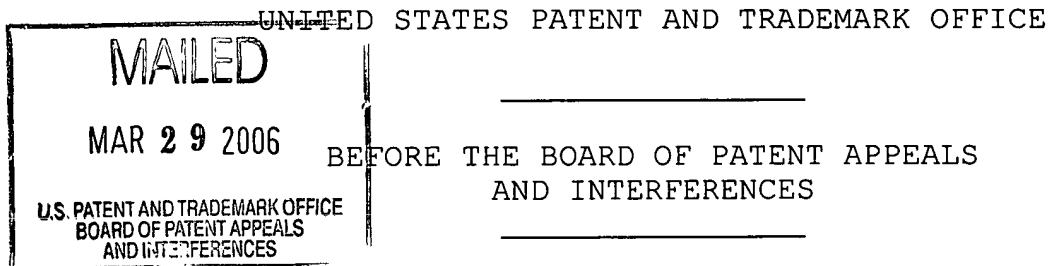 UNITED STATES PATENT AND TRADEMARK OFFICE
MAILED
MAR 29 2006
U.S. PATENT AND TRADEMARK OFFICE
BOARD OF PATENT APPEALS
AND INTERFERENCES
BEFORE THE BOARD OF PATENT APPEALS
AND INTERFERENCES